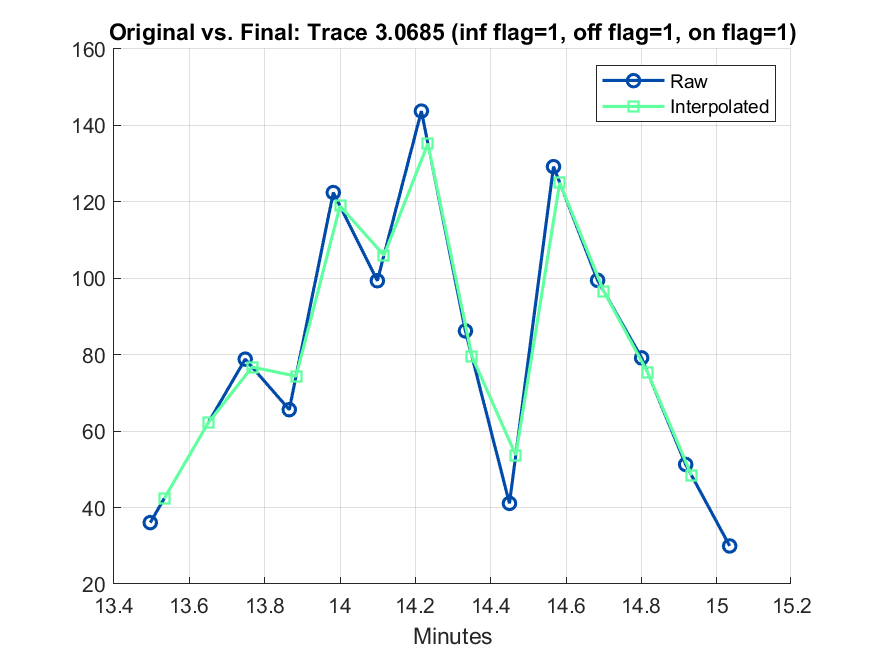 Original vs. Final: Trace 3.0685 (inf flag=1, off flag=1, on flag=1)
160
140
120
100
80
60
40
20
Raw
Interpolated
13.4 13.6 13.8 14 14.2 14.4 14.6 14.8 15 15.2
Minutes